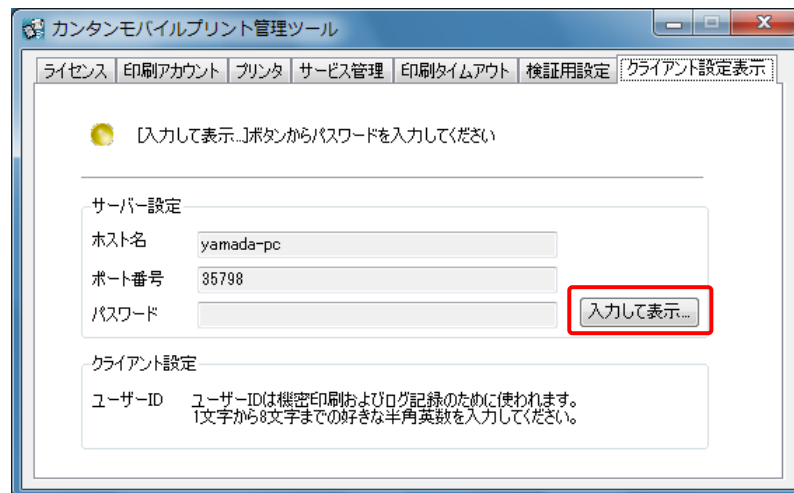 カンタンモバイルプリント管理ツール
ライセンス 印刷アカウント プリンタ サービス管理 印刷タイムアウト 検証用設定 クライアント設定表示
[入力して表示...]ボタンからパスワードを入力してください
サーバー設定
ホスト名 yamada-pc
ポート番号 35798
パスワード 入力して表示...
クライアント設定
ユーザーID ユーザーIDは機密印刷およびログ記録のために使われます。
1文字から8文字までの好きな半角英数を入力してください。